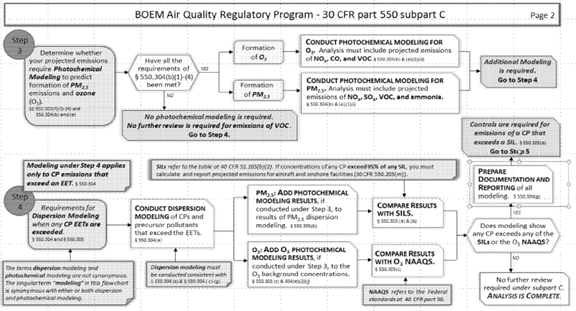 BOEM Air Quality Regulatory Program - 30 CFR part 550 subpart C
Page 2
Step
3
Determine whether
your projected emissions
require Photochemical
Modeling to predict
formation of PM2.5
emissions and ozone
(O3).
Have all the
requirements of
§ 550.304(b)(1)-(4)
been met?
YES
NO
Formation
of O3
Formation
of PM2.5
CONDUCT PHOTOCHEMICAL MODELING FOR
O3. Analysis must include projected emissions
of NOx, CO, and VOC
CONDUCT PHOTOCHEMICAL MODELING FOR
PM2.5. Analysis must include projected
emissions of NOx, SOx, VOC, and ammonia.
Additional Modeling
is required.
Go to Step 4
No photochemical modeling is required.
No further review is required for emissions of VOC.
Go to Step 4.
Controls are required for
emissions of a CP that
exceed a SIL.
Go to Step 5
Modeling under Step 4 applies
only to CP emissions that
exceed an EET. § 550.304
SILs refer to the table at 40 CFR 51.165(b)(2). If concentrations of any CP exceed 95% of any SIL, you must
calculate and report projected emissions for aircraft and onshore facilities (30 CFR 550.205(m)).
Step
4
Requirements for
Dispersion Modeling
when any CP EETs are
exceeded.
§ 550.304 and § 550.305
CONDUCT DISPERSION
MODELING of CPs and
precursor pollutants
that exceed the EETs.
§ 550.304(a)
PM2.5: ADD PHOTOCHEMICAL
MODELING RESULTS, if
conducted under Step 3, to
results of PM2.5 dispersion
modeling.
COMPARE RESULTS
WITH SILS.
O3: ADD O3 PHOTOCHEMICAL
MODELING RESULTS, if
conducted under Step 3, to the
O3 background concentrations.
COMPARE RESULTS
WITH O3 NAAQS.
PREPARE
DOCUMENTATION AND
REPORTING of all
modeling.
YES
Does modeling show
any CP exceeds any of the
SILs or the O3 NAAQS?
NO
No further review
required under subpart C.
ANALYSIS IS COMPLETE.
The terms dispersion modeling and
photochemical modeling are not synonymous.
The singular term "modeling" in this flowchart
is synonymous with either or both dispersion
and photochemical modeling.
Dispersion modeling must
be conducted consistent with
NAAQS refers to the Federal
standards at 40 CFR part 50.